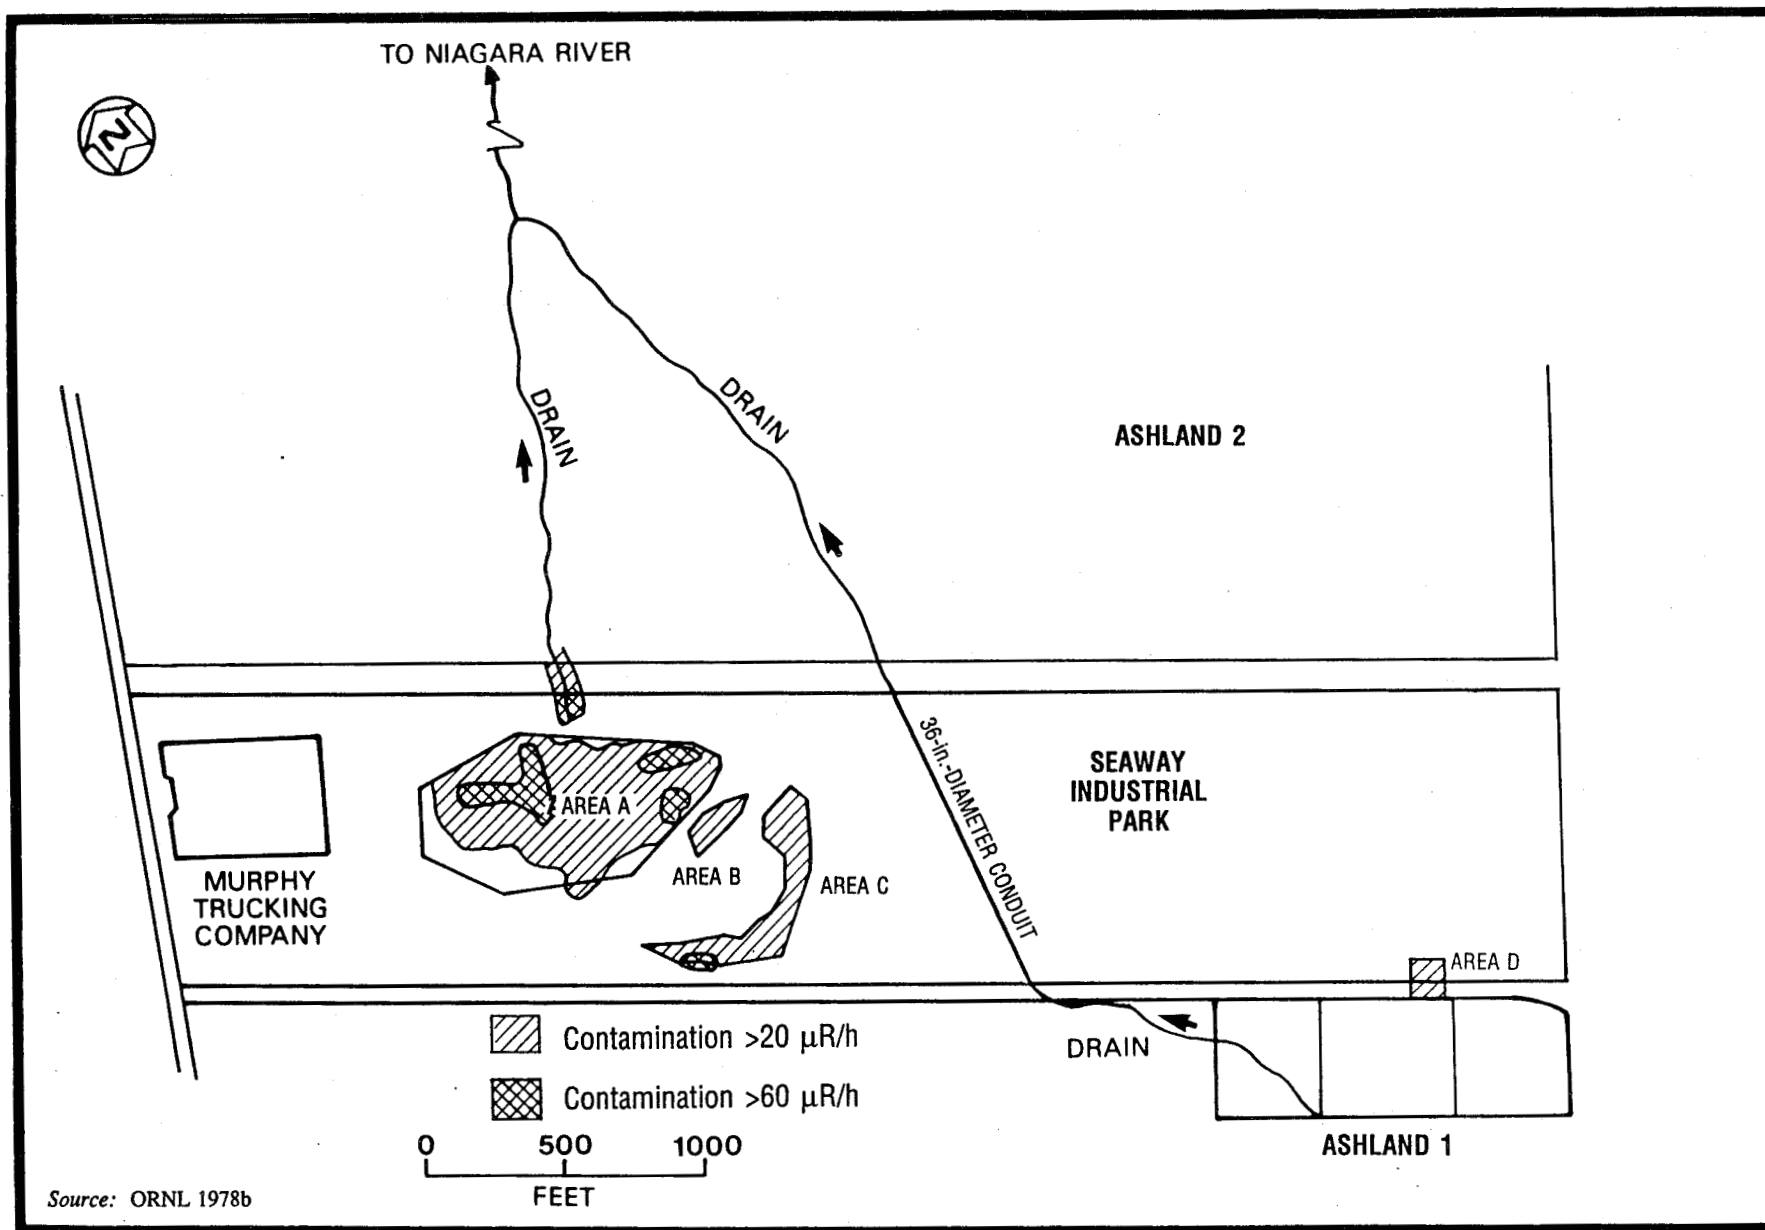 TO NIAGARA RIVER
N
DRAIN
DRAIN
ASHLAND 2
36-in.-DIAMETER CONDUIT
SEAWAY
INDUSTRIAL
PARK
AREA A
AREA B
AREA C
MURPHY
TRUCKING
COMPANY
AREA D
Contamination >20 μR/h
DRAIN
Contamination >60 μR/h
0 500 1000
FEET
ASHLAND 1
Source: ORNL 1978b